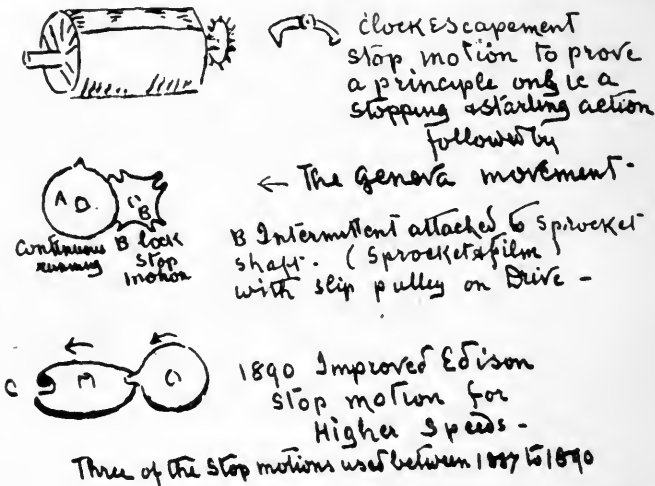 Clock Escapement
stop motion to prove
a principle only ie a
stopping & starting action
followed by
← The geneva movement -
A D. B
Continuous running
B lock stop motion
B Intermittent attached to Sprocket
shaft. (Sprocket & film
with slip pulley on Drive -
C
1890 Improved Edison
Stop motion for
Higher Speeds -
Three of the Stop motions used between 1887 to 1890